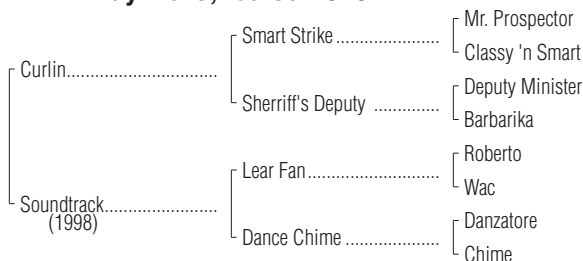 Smart Strike
Mr. Prospector
Classy 'n Smart
Curlin
Sherriff's Deputy
Deputy Minister
Barbarika
Lear Fan
Roberto
Wac
Soundtrack
(1998)
Dance Chime
Danzatore
Chime